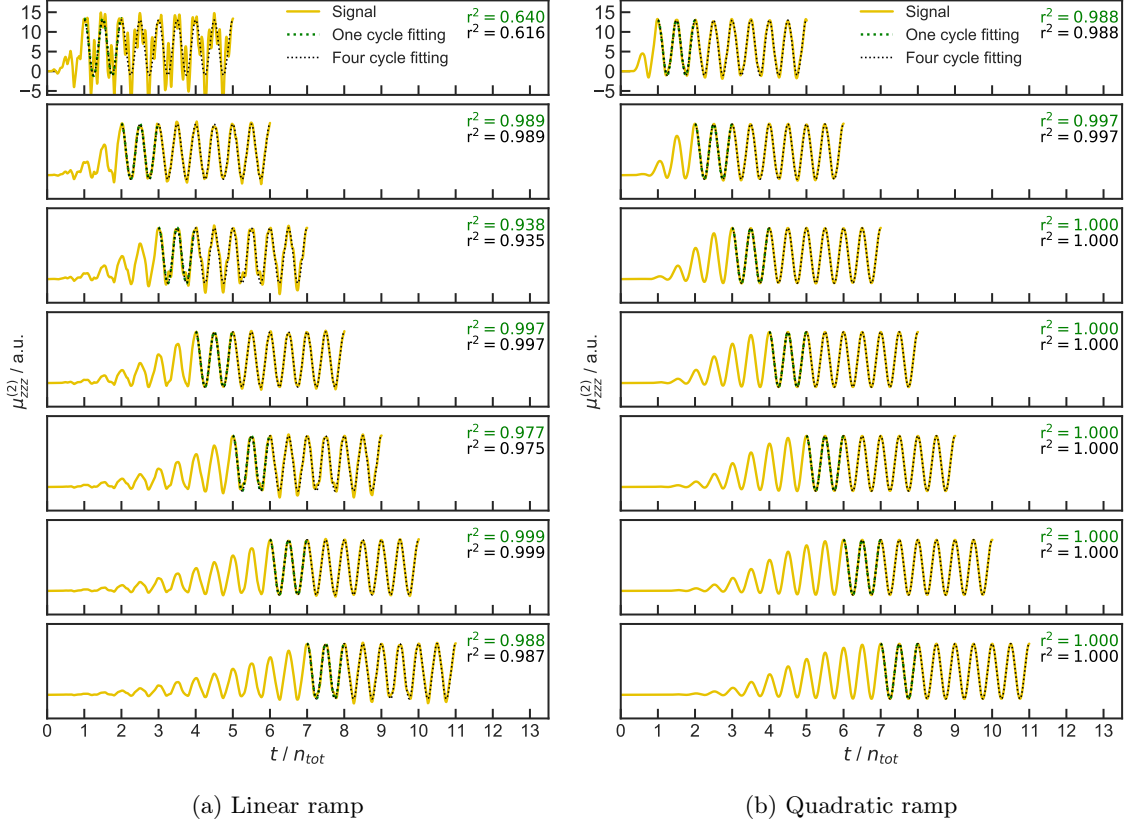 15
10
5
0
−5
Signal
One cycle fitting
Four cycle fitting
r² = 0.640
r² = 0.616
r² = 0.989
r² = 0.989
r² = 0.938
r² = 0.935
r² = 0.997
r² = 0.997
r² = 0.977
r² = 0.975
r² = 0.999
r² = 0.999
r² = 0.988
r² = 0.987
μ_{zzz}^{(2)} / a.u.
0 1 2 3 4 5 6 7 8 9 10 11 12 13
t / n_{tot}
(a) Linear ramp
15
10
5
0
−5
Signal
One cycle fitting
Four cycle fitting
r² = 0.988
r² = 0.988
r² = 0.997
r² = 0.997
r² = 1.000
r² = 1.000
r² = 1.000
r² = 1.000
r² = 1.000
r² = 1.000
r² = 1.000
r² = 1.000
r² = 1.000
r² = 1.000
μ_{zzz}^{(2)} / a.u.
0 1 2 3 4 5 6 7 8 9 10 11 12 13
t / n_{tot}
(b) Quadratic ramp